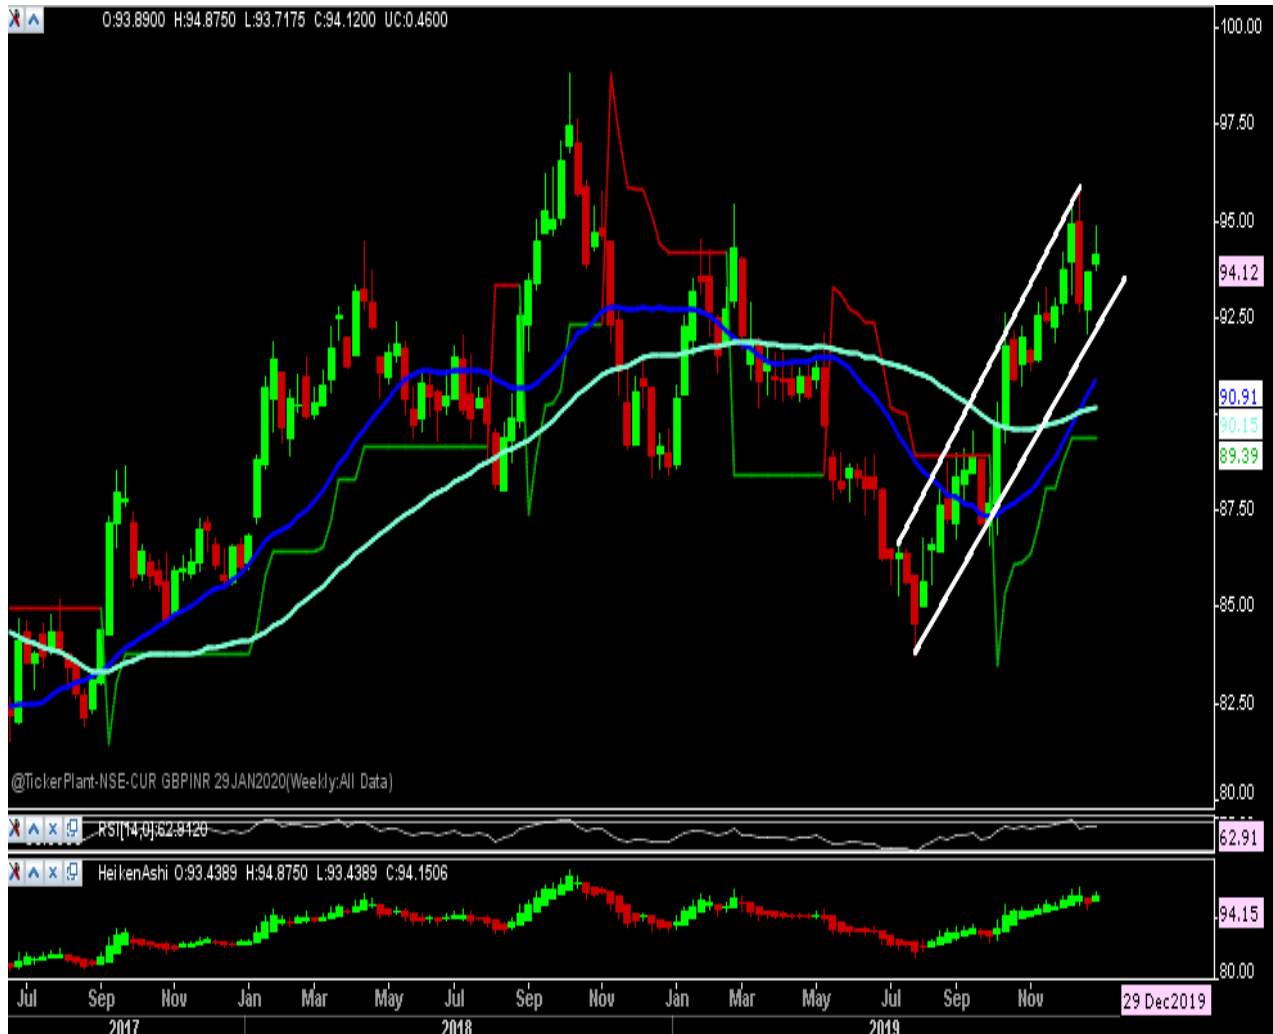 O:93.8900 H:94.8750 L:93.7175 C:94.1200 UC:0.4600
100.00
97.50
95.00
94.12
92.50
90.91
90.15
89.39
87.50
85.00
82.50
80.00
@TickerPlant-NSE-CUR GBPINR 29JAN2020(Weekly:All Data)
RSI[14,0]:62.9120
62.91
HeikenAshi O:93.4389 H:94.8750 L:93.4389 C:94.1506
94.15
80.00
Jul Sep Nov Jan Mar May Jul Sep Nov Jan Mar May Jul Sep Nov 29 Dec2019
2017 2018 2019